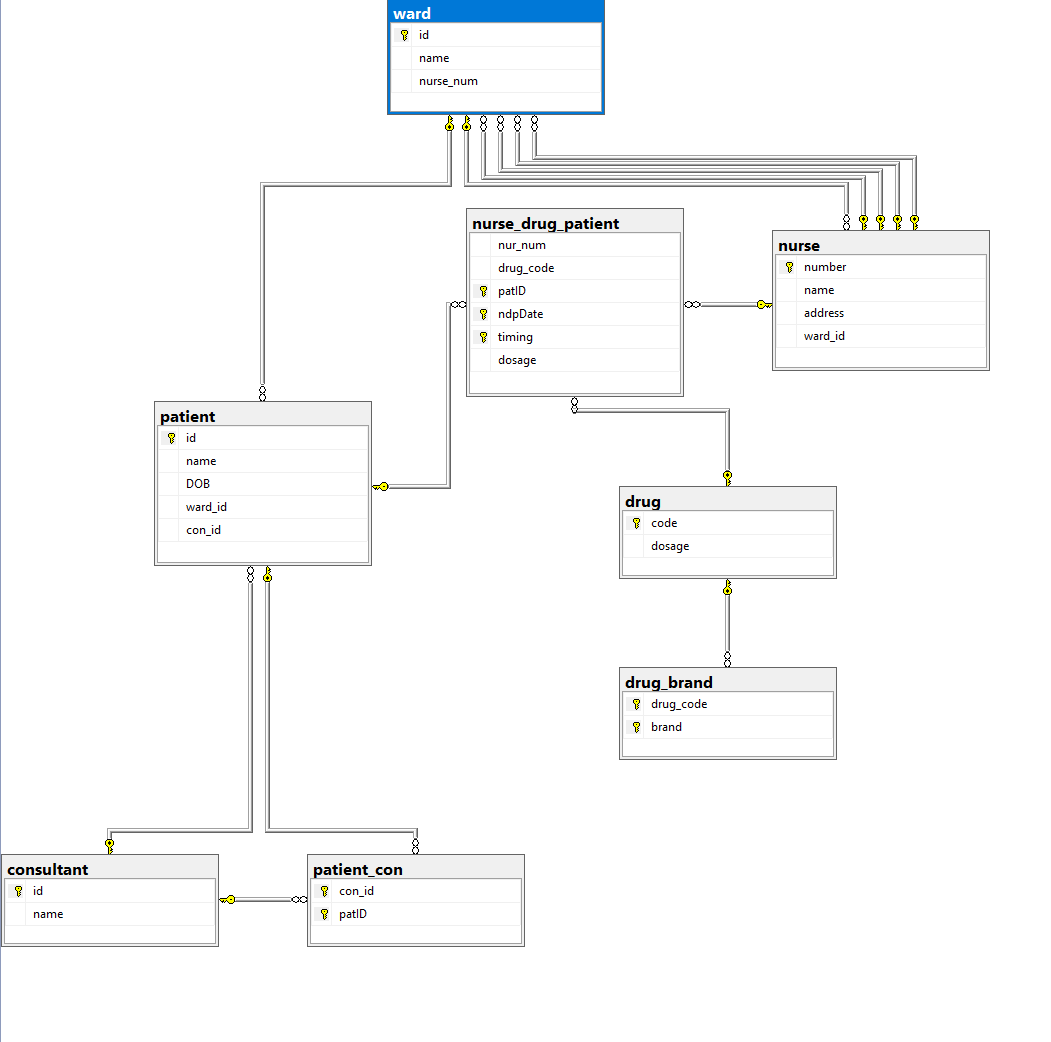 ward
id
name
nurse_num
nurse_drug_patient
nur_num
drug_code
patID
ndpDate
timing
dosage
nurse
number
name
address
ward_id
patient
id
name
DOB
ward_id
con_id
drug
code
dosage
drug_brand
drug_code
brand
consultant
id
name
patient_con
con_id
patID